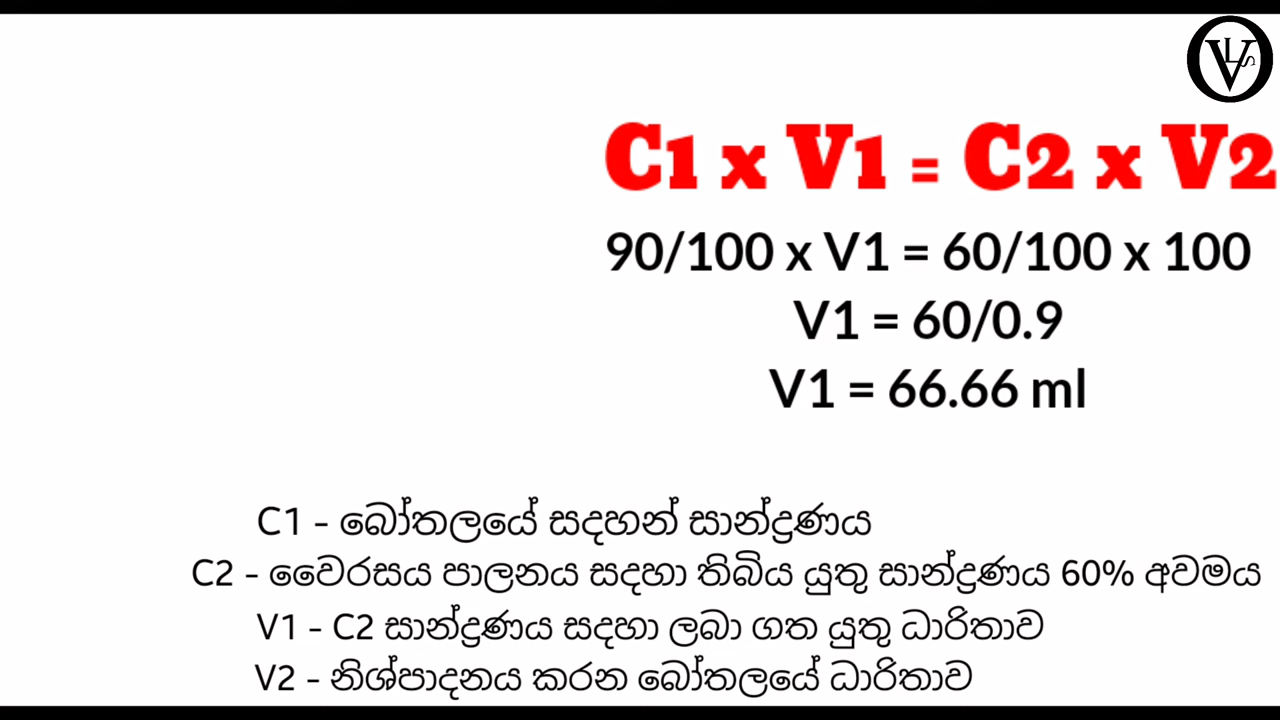 OVLS
C1 x V1 = C2 x V2
90/100 x V1 = 60/100 x 100
V1 = 60/0.9
V1 = 66.66 ml
C1 - බෝතලයේ සදහන් සාන්ද්‍රණය
C2 - වෛරසය පාලනය සදහා තිබිය යුතු සාන්ද්‍රණය 60% අවමය
V1 - C2 සාන්ද්‍රණය සදහා ලබා ගත යුතු ධාරිතාව
V2 - නිශ්පාදනය කරන බෝතලයේ ධාරිතාව